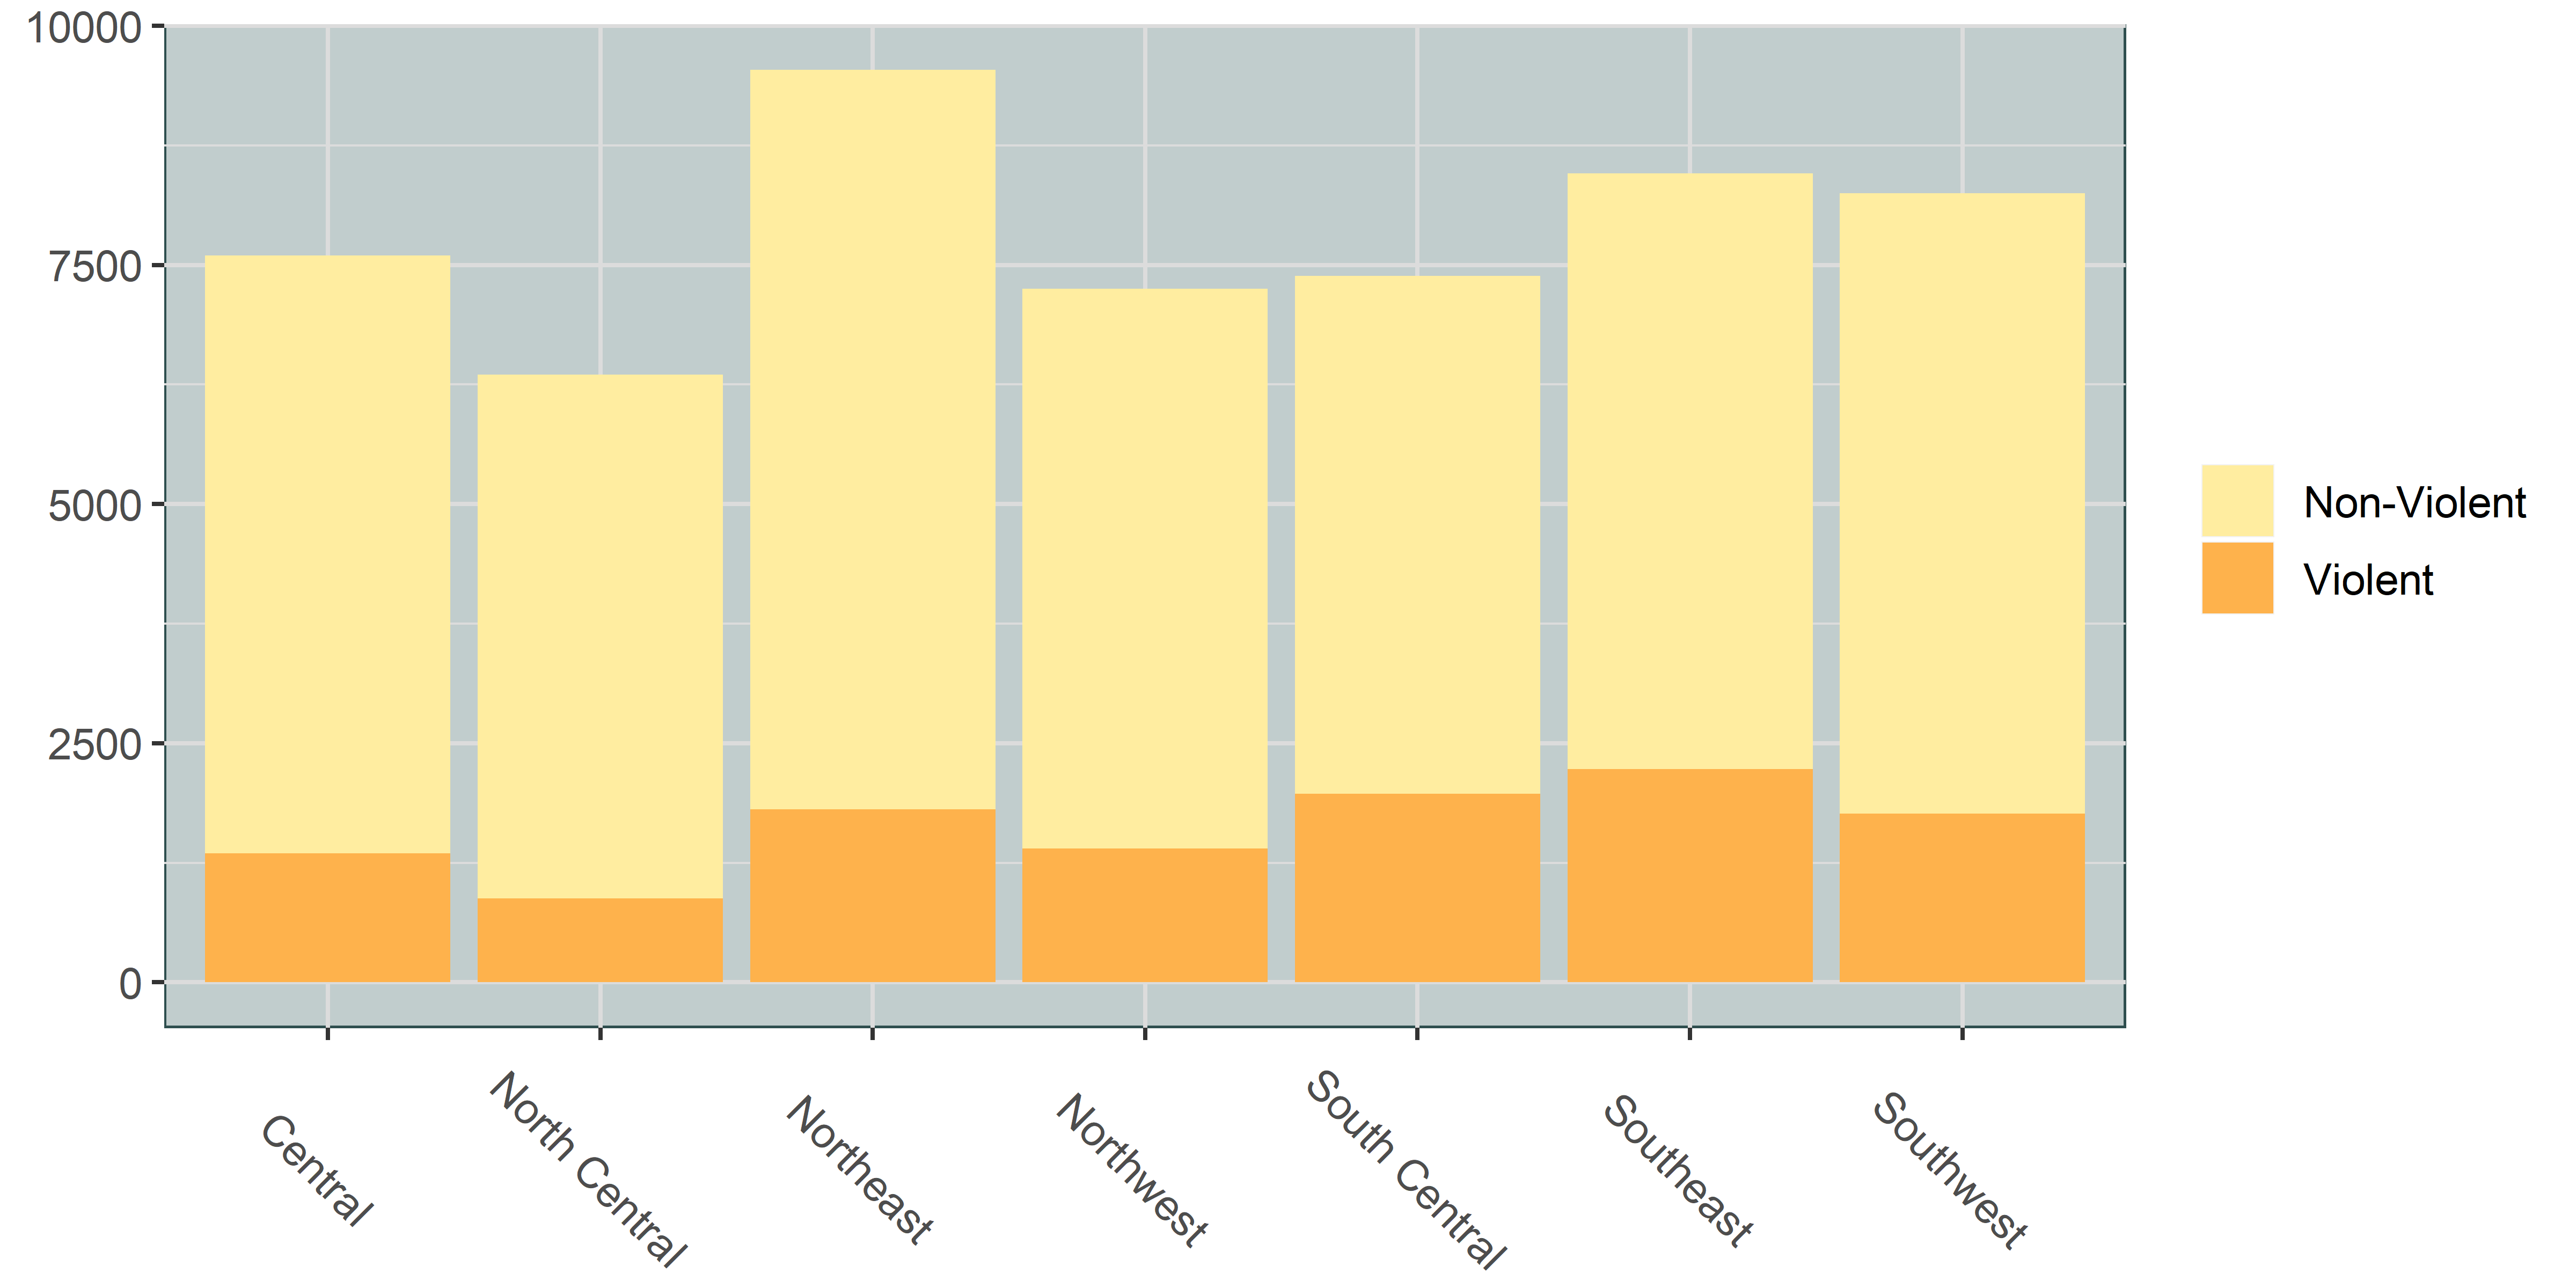 10000
7500
5000
2500
0
Central
North Central
Northeast
Northwest
South Central
Southeast
Southwest
Non-Violent
Violent